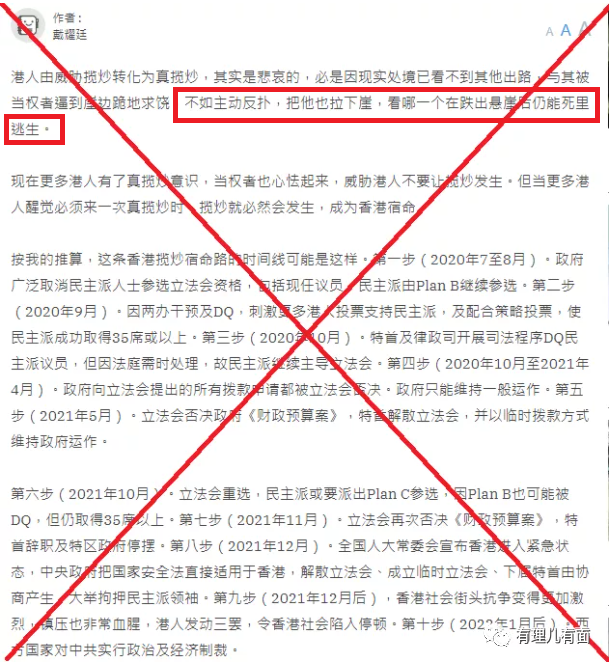 作者：
戴耀廷
A A A
港人由威胁揽炒转化为真揽炒，其实是悲哀的，必是因现实处境已看不到其他出路，与其被
当权者逼到崖边跪地求饶，不如主动反扑，把他也拉下崖，看哪一个在跌出悬崖后仍能死里
逃生。
现在更多港人有了真揽炒意识，当权者也心怯起来，威胁港人不要让揽炒发生。但当更多港
人醒觉必须来一次真揽炒时，揽炒就必然会发生，成为香港宿命。
按我的推算，这条香港揽炒宿命路的时间线可能是这样。第一步（2020年7至8月）。政府
广泛取消民主派人士参选立法会资格，包括现任议员，民主派由Plan B继续参选。第二步
（2020年9月）。因两办干预及DQ，刺激更多港人投票支持民主派，及配合策略投票，使
民主派成功取得35席或以上。第三步（2020年10月）。特首及律政司开展司法程序DQ民
主派议员，但因法庭需时处理，故民主派继续主导立法会。第四步（2020年10月至2021年
4月）。政府向立法会提出的所有拨款申请都被立法会否决。政府只能维持一般运作。第五
步（2021年5月）。立法会否决政府《财政预算案》，特首解散立法会，并以临时拨款方式
维持政府运作。
第六步（2021年10月）。立法会重选，民主派或要派出Plan C参选，因Plan B也可能被
DQ，但仍取得35席以上。第七步（2021年11月）。立法会再次否决《财政预算案》，特
首辞职及特区政府停摆。第八步（2021年12月）。全国人大常委会宣布香港进入紧急状
态，中央政府把国家安全法直接适用于香港，解散立法会、成立临时立法会、下届特首由协
商产生，大举拘押民主派领袖。第九步（2021年12月后），香港社会街头抗争变得更加激
烈，镇压也非常血腥，港人发动三罢，令香港社会陷入停顿。第十步（2022年1月后）。西
方国家对中共实行政治及经济制裁。
有理儿有面